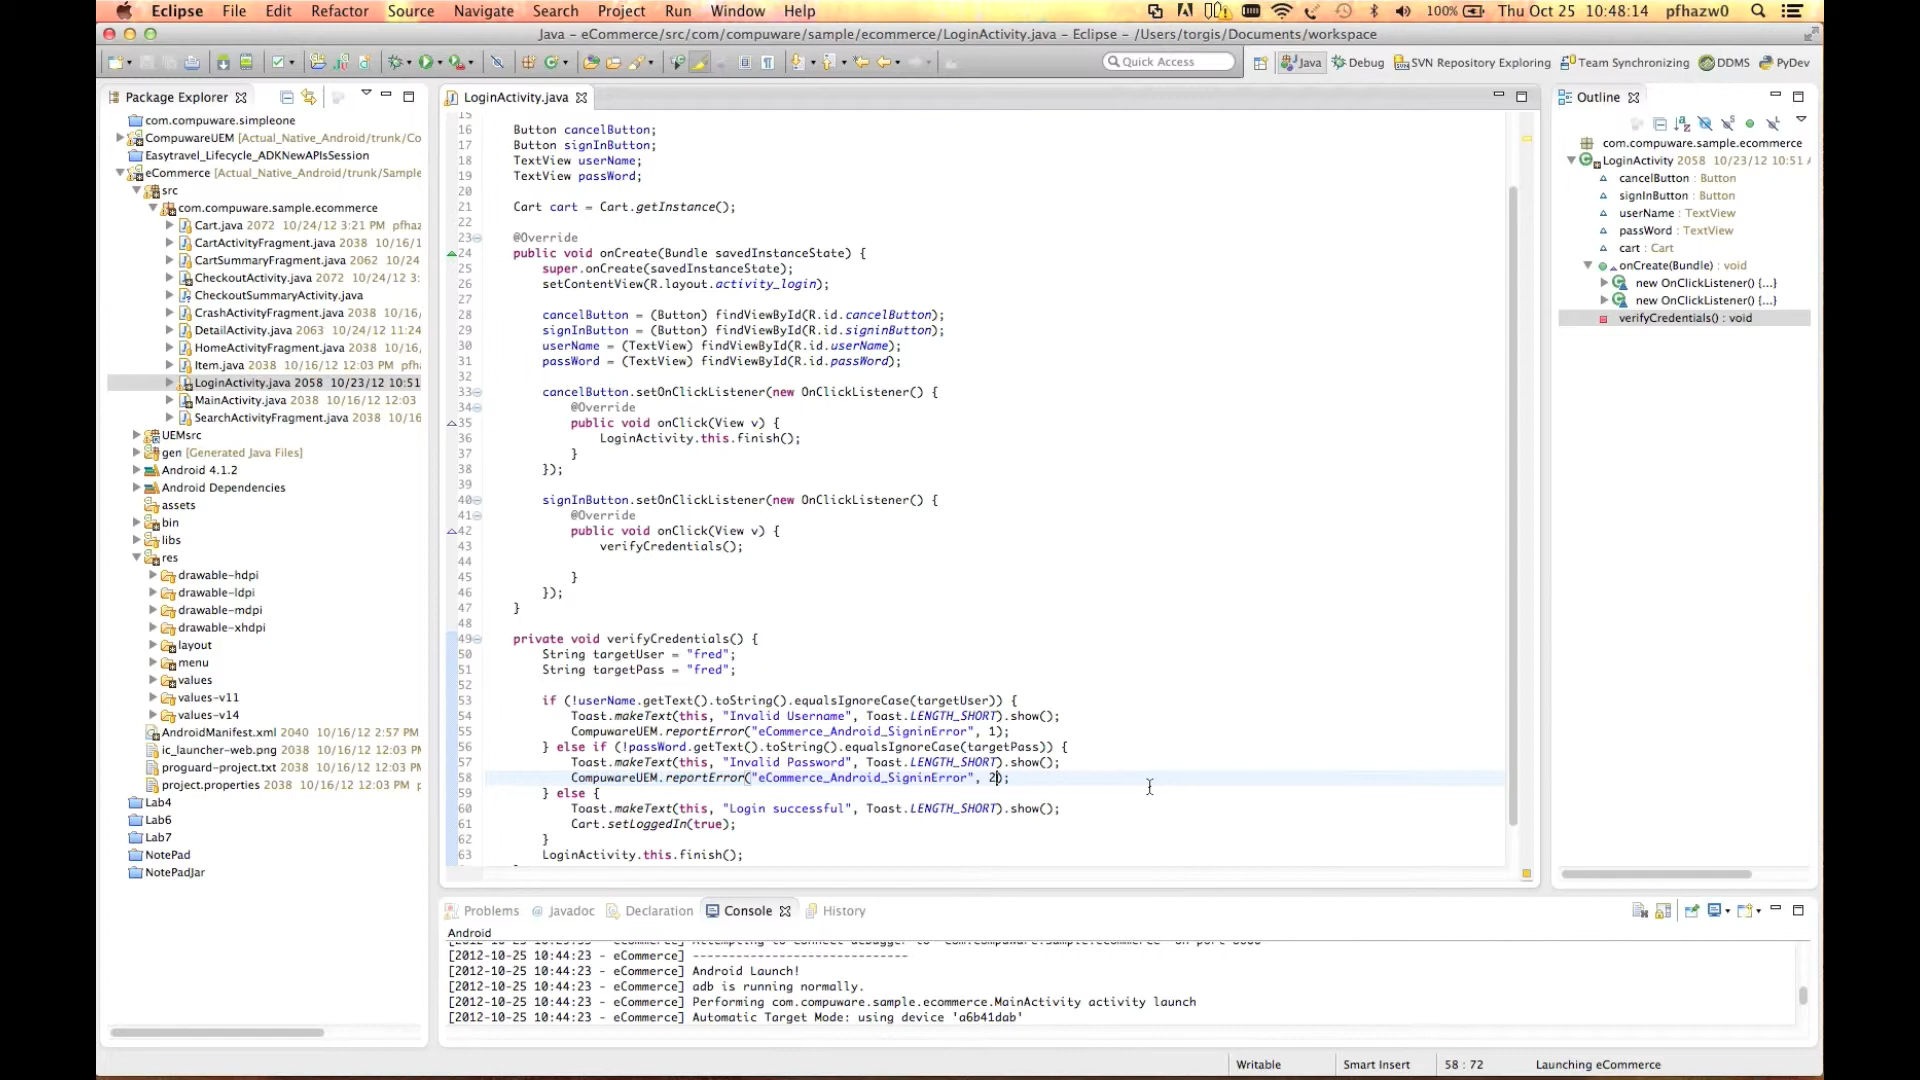 Eclipse File Edit Refactor Source Navigate Search Project Run Window Help 100% Thu Oct 25 10:48:14 pfhazw0
Java – eCommerce/src/com/compuware/sample/ecommerce/LoginActivity.java – Eclipse – /Users/torgis/Documents/workspace
Quick Access Java Debug SVN Repository Exploring Team Synchronizing DDMS PyDev
Package Explorer
com.compuware.simpleone
CompuwareUEM [Actual_Native_Android/trunk/Co
Easytravel_Lifecycle_ADKNewAPIsSession
eCommerce [Actual_Native_Android/trunk/Sample
src
com.compuware.sample.ecommerce
Cart.java 2072 10/24/12 3:21 PM pfhaz
CartActivityFragment.java 2038 10/16/1
CartSummaryFragment.java 2062 10/24
CheckoutActivity.java 2072 10/24/12 3:
CheckoutSummaryActivity.java
CrashActivityFragment.java 2038 10/16
DetailActivity.java 2063 10/24/12 11:24
HomeActivityFragment.java 2038 10/16,
Item.java 2038 10/16/12 12:03 PM pfh
LoginActivity.java 2058 10/23/12 10:51
MainActivity.java 2038 10/16/12 12:03
SearchActivityFragment.java 2038 10/16
UEMsrc
gen [Generated Java Files]
Android 4.1.2
Android Dependencies
assets
bin
libs
res
drawable-hdpi
drawable-ldpi
drawable-mdpi
drawable-xhdpi
layout
menu
values
values-v11
values-v14
AndroidManifest.xml 2040 10/16/12 2:57 PM
ic_launcher-web.png 2038 10/16/12 12:03 PM
proguard-project.txt 2038 10/16/12 12:03 PM
project.properties 2038 10/16/12 12:03 PM p
Lab4
Lab6
Lab7
NotePad
NotePadJar
LoginActivity.java
15
16 Button cancelButton;
17 Button signInButton;
18 TextView userName;
19 TextView passWord;
20
21 Cart cart = Cart.getInstance();
22
23 @Override
24 public void onCreate(Bundle savedInstanceState) {
25 super.onCreate(savedInstanceState);
26 setContentView(R.layout.activity_login);
27
28 cancelButton = (Button) findViewById(R.id.cancelButton);
29 signInButton = (Button) findViewById(R.id.signinButton);
30 userName = (TextView) findViewById(R.id.userName);
31 passWord = (TextView) findViewById(R.id.passWord);
32
33 cancelButton.setOnClickListener(new OnClickListener() {
34 @Override
35 public void onClick(View v) {
36 LoginActivity.this.finish();
37 }
38 });
39
40 signInButton.setOnClickListener(new OnClickListener() {
41 @Override
42 public void onClick(View v) {
43 verifyCredentials();
44
45 }
46 });
47 }
48
49 private void verifyCredentials() {
50 String targetUser = "fred";
51 String targetPass = "fred";
52
53 if (!userName.getText().toString().equalsIgnoreCase(targetUser)) {
54 Toast.makeText(this, "Invalid Username", Toast.LENGTH_SHORT).show();
55 CompuwareUEM.reportError("eCommerce_Android_SigninError", 1);
56 } else if (!passWord.getText().toString().equalsIgnoreCase(targetPass)) {
57 Toast.makeText(this, "Invalid Password", Toast.LENGTH_SHORT).show();
58 CompuwareUEM.reportError("eCommerce_Android_SigninError", 2);
59 } else {
60 Toast.makeText(this, "Login successful", Toast.LENGTH_SHORT).show();
61 Cart.setLoggedIn(true);
62 }
63 LoginActivity.this.finish();
Outline
com.compuware.sample.ecommerce
LoginActivity 2058 10/23/12 10:51 A
cancelButton : Button
signInButton : Button
userName : TextView
passWord : TextView
cart : Cart
onCreate(Bundle) : void
new OnClickListener() {...}
new OnClickListener() {...}
verifyCredentials() : void
Problems Javadoc Declaration Console History
Android
[2012-10-25 10:44:23 - eCommerce] ------------------------------
[2012-10-25 10:44:23 - eCommerce] Android Launch!
[2012-10-25 10:44:23 - eCommerce] adb is running normally.
[2012-10-25 10:44:23 - eCommerce] Performing com.compuware.sample.ecommerce.MainActivity activity launch
[2012-10-25 10:44:23 - eCommerce] Automatic Target Mode: using device 'a6b41dab'
Writable Smart Insert 58 : 72 Launching eCommerce